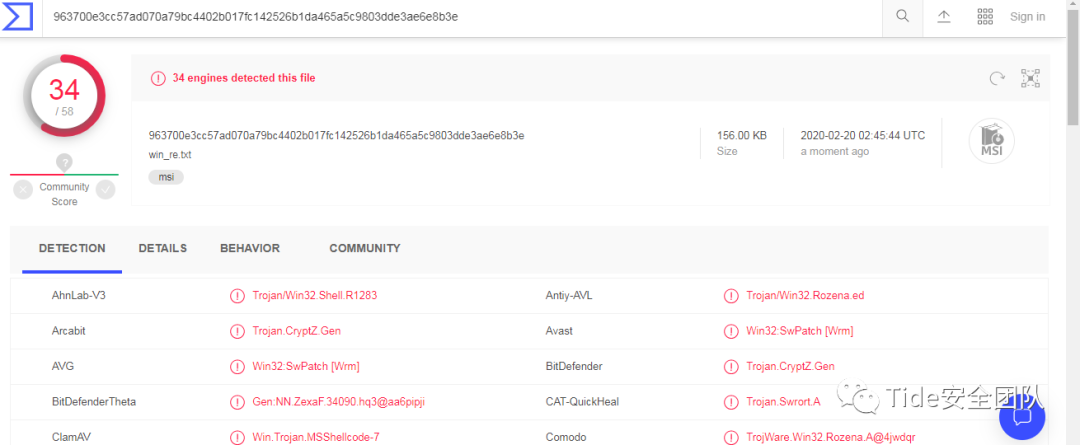 963700e3cc57ad070a79bc4402b017fc142526b1da465a5c9803dde3ae6e8b3e
Sign in
34
/ 58
?
Community
Score
34 engines detected this file
963700e3cc57ad070a79bc4402b017fc142526b1da465a5c9803dde3ae6e8b3e
win_re.txt
msi
156.00 KB
Size
2020-02-20 02:45:44 UTC
a moment ago
MSI
DETECTION DETAILS BEHAVIOR COMMUNITY
AhnLab-V3 Trojan/Win32.Shell.R1283 Antiy-AVL Trojan/Win32.Rozena.ed
Arcabit Trojan.CryptZ.Gen Avast Win32:SwPatch [Wrm]
AVG Win32:SwPatch [Wrm] BitDefender Trojan.CryptZ.Gen
BitDefenderTheta Gen:NN.ZexaF.34090.hq3@aa6pipji CAT-QuickHeal Trojan.Swrort.A
ClamAV Win.Trojan.MSShellcode-7 Comodo TrojWare.Win32.Rozena.A@4jwdqr
Tide安全团队